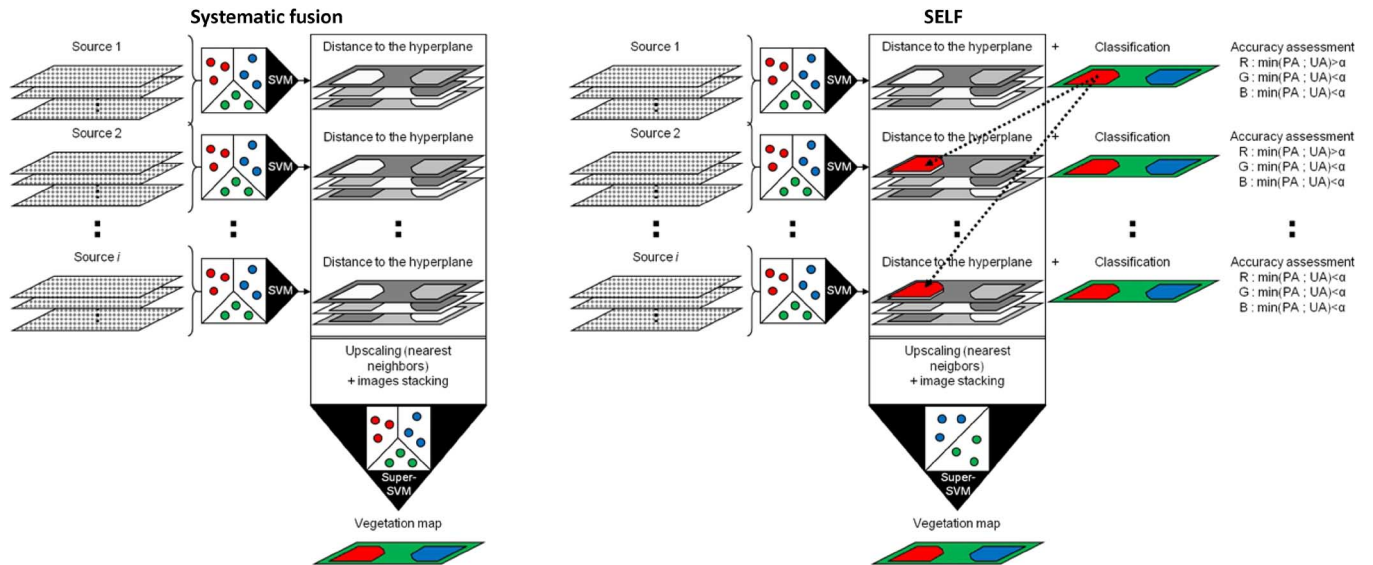 Systematic fusion
Source 1
SVM
Distance to the hyperplane
Source 2
SVM
Distance to the hyperplane
Source i
SVM
Distance to the hyperplane
Upscaling (nearest
neighbors)
+ images stacking
Super-
SVM
Vegetation map
SELF
Source 1
SVM
Distance to the hyperplane
+
Classification
Accuracy assessment
R : min(PA ; UA)>α
G : min(PA ; UA)<α
B : min(PA ; UA)<α
Source 2
SVM
Distance to the hyperplane
+
Classification
Accuracy assessment
R : min(PA ; UA)>α
G : min(PA ; UA)<α
B : min(PA ; UA)<α
Source i
SVM
Distance to the hyperplane
+
Classification
Accuracy assessment
R : min(PA ; UA)<α
G : min(PA ; UA)<α
B : min(PA ; UA)<α
Upscaling (nearest
neighbors)
+ image stacking
Super-
SVM
Vegetation map